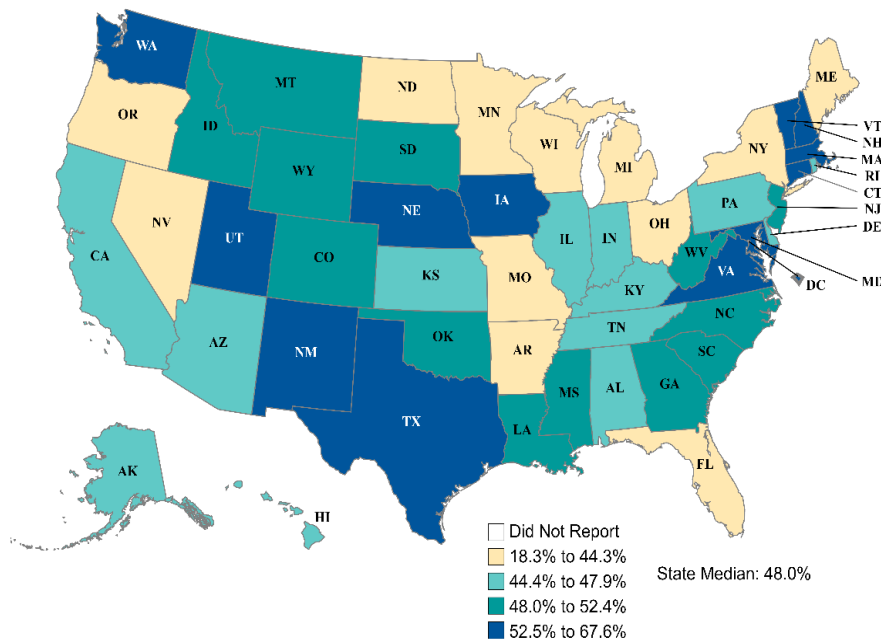 WA
MT
ND
ME
OR
MN
VT
ID
SD
WI
NY
NH
MI
MA
WY
RI
CT
IA
PA
NJ
NE
NV
OH
DE
UT
IL
IN
CO
WV
CA
KS
MO
VA
MD
KY
DC
NC
TN
AZ
OK
NM
AR
SC
MS
AL
GA
TX
LA
FL
AK
HI
Did Not Report
18.3% to 44.3%
State Median: 48.0%
44.4% to 47.9%
48.0% to 52.4%
52.5% to 67.6%